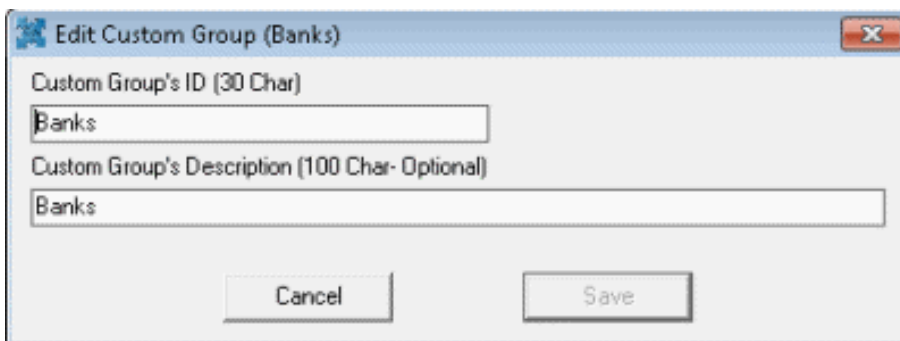 Edit Custom Group (Banks)
Custom Group's ID (30 Char)
Banks
Custom Group's Description (100 Char- Optional)
Banks
Cancel Save